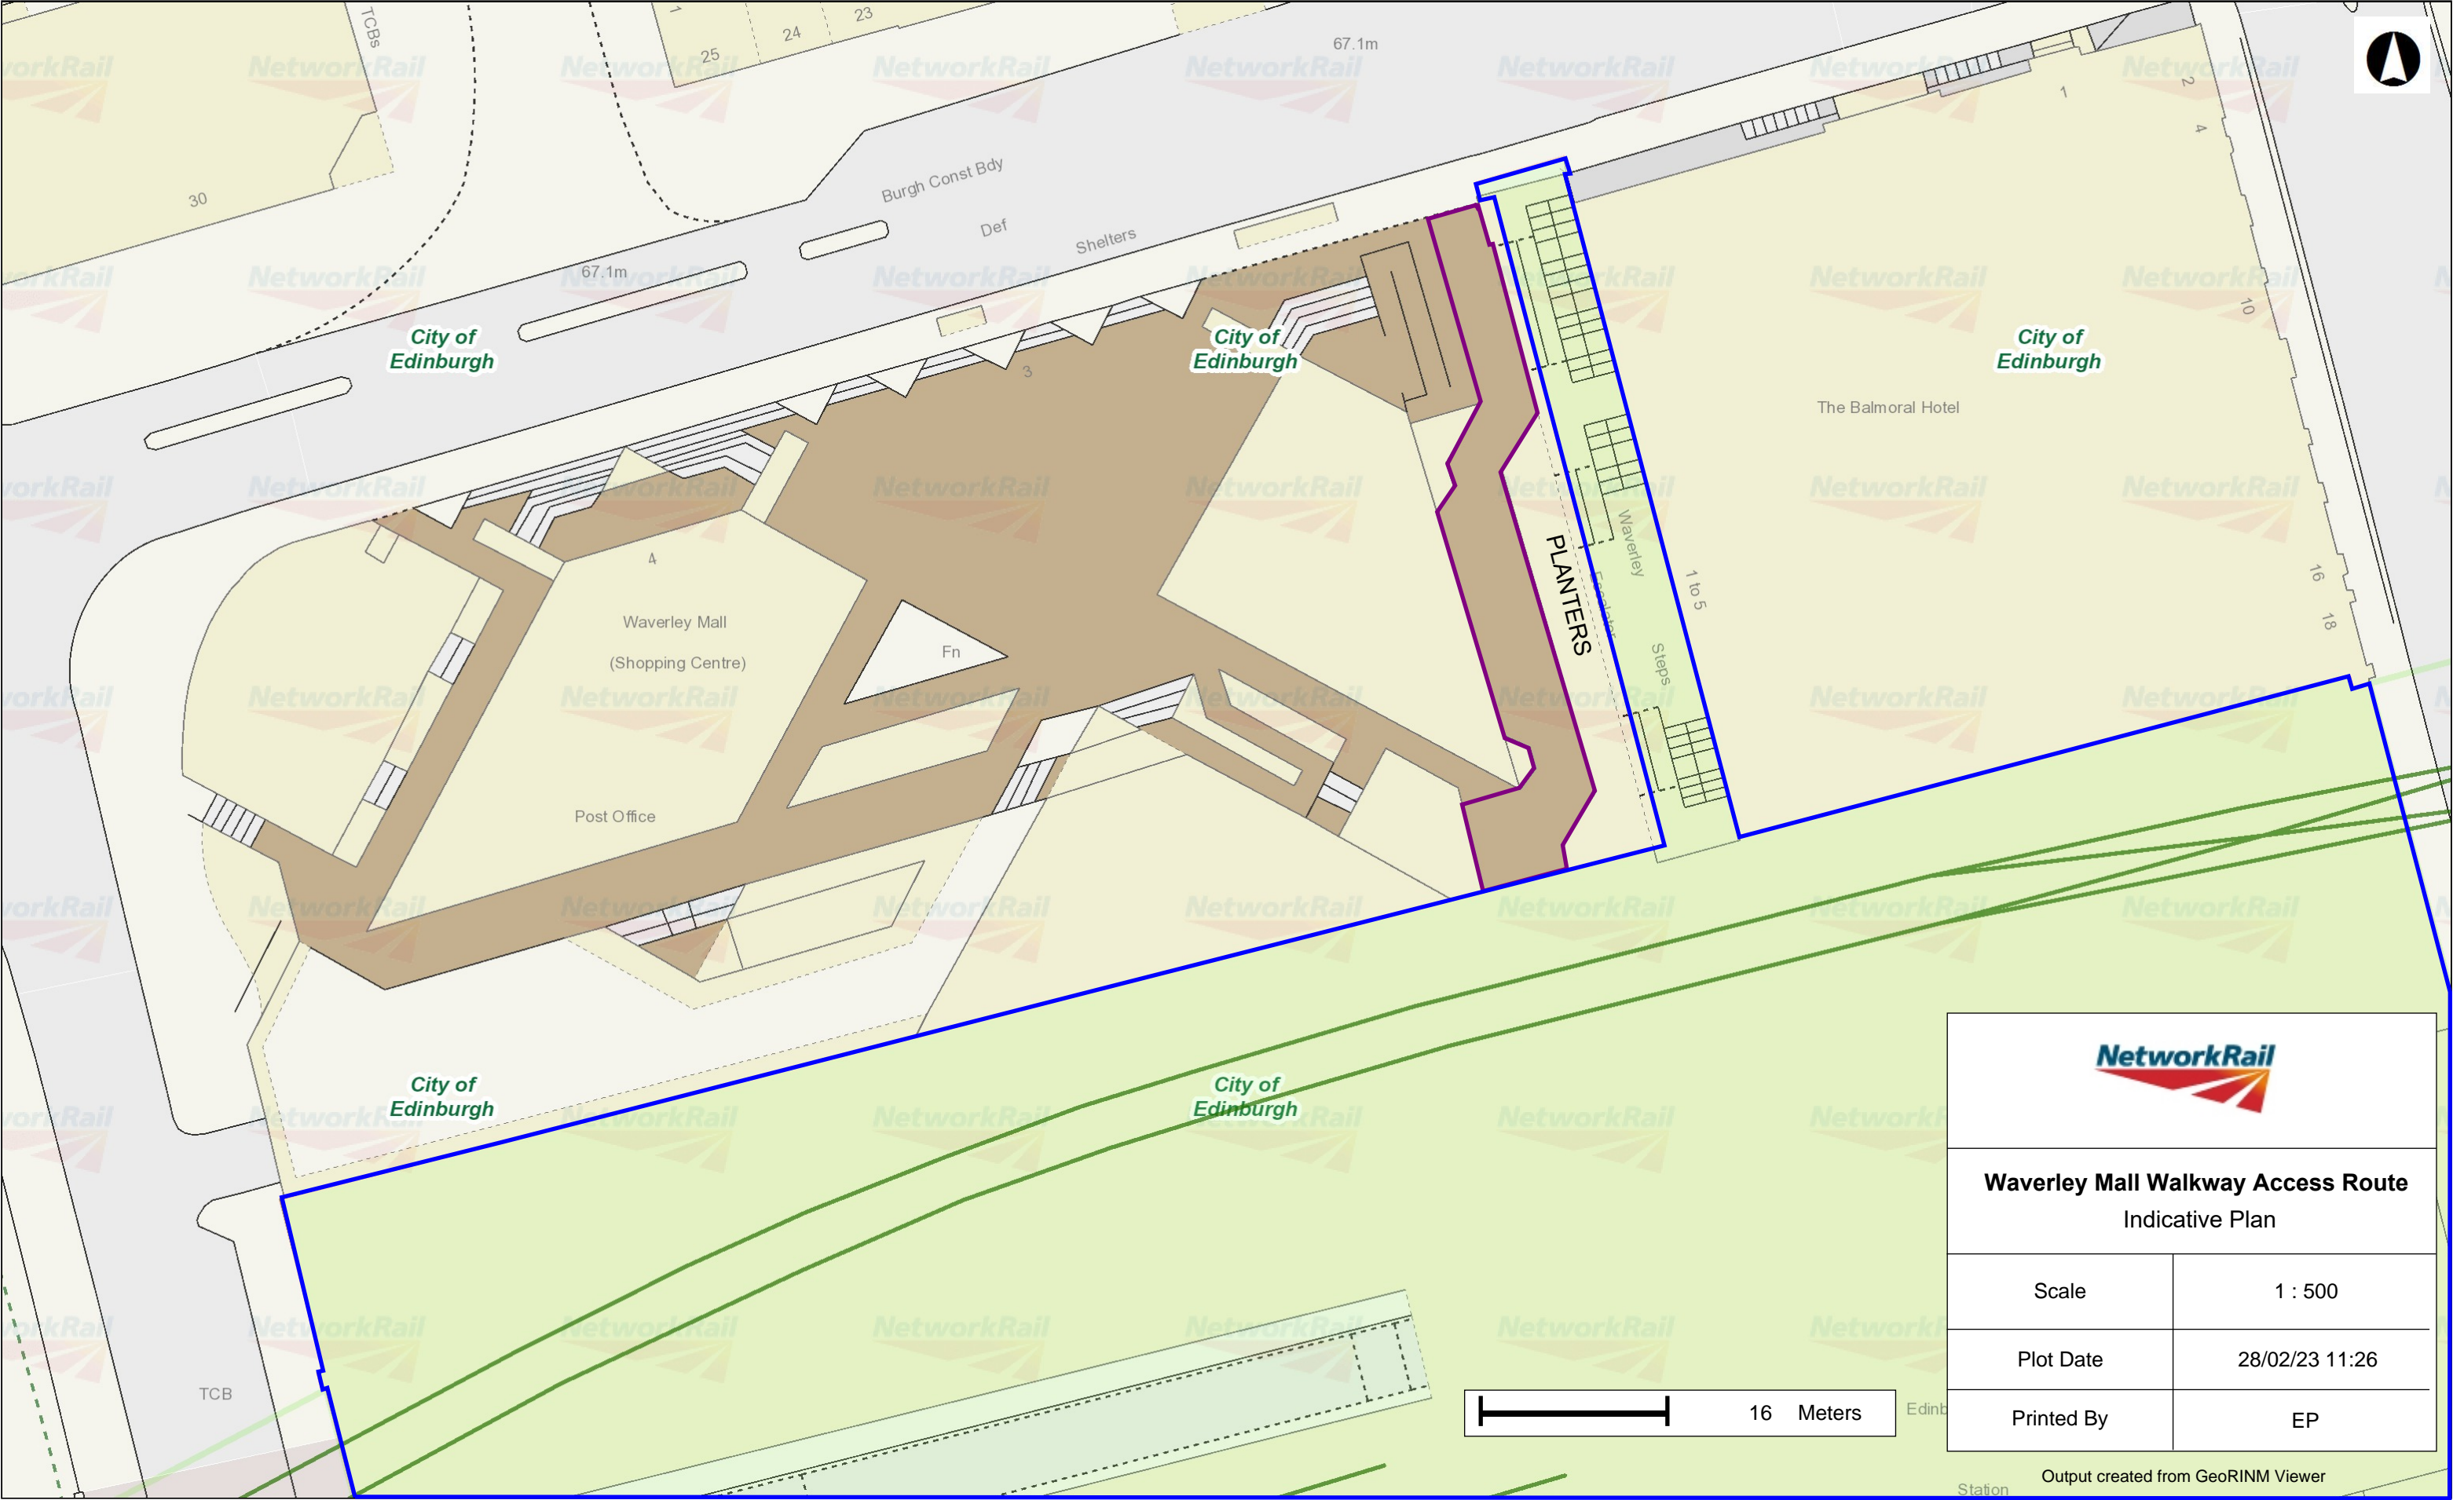 TCBs
1
25
24
23
67.1m
30
Burgh Const Bdy
Def
Shelters
67.1m
1
2
4
10
16
18
City of
Edinburgh
City of
Edinburgh
City of
Edinburgh
3
The Balmoral Hotel
4
Waverley Mall
(Shopping Centre)
Fn
Post Office
PLANTERS
Escalator
Waverley
Steps
1 to 5
City of
Edinburgh
City of
Edinburgh
TCB
16 Meters
Edinb
Station
NetworkRail
Waverley Mall Walkway Access Route
Indicative Plan
Scale 1 : 500
Plot Date 28/02/23 11:26
Printed By EP
Output created from GeoRINM Viewer
NetworkRail